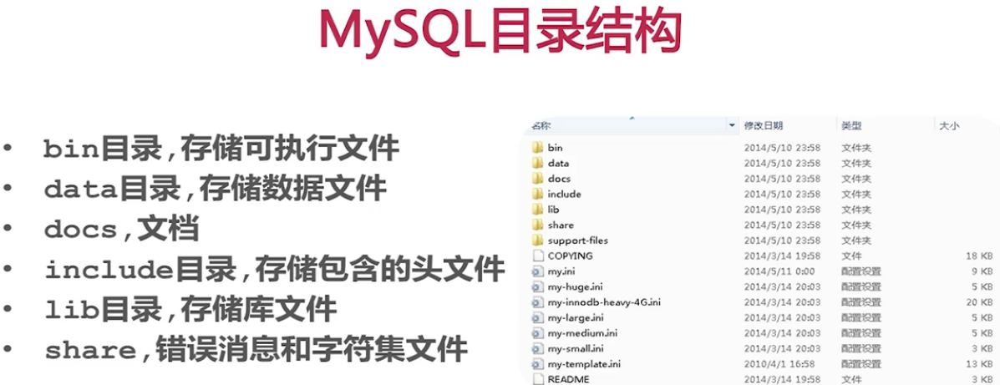 MySQL目录结构
• bin目录,存储可执行文件
• data目录,存储数据文件
• docs,文档
• include目录,存储包含的头文件
• lib目录,存储库文件
• share,错误消息和字符集文件
名称 修改日期 类型 大小
bin 2014/5/10 23:58 文件夹
data 2014/5/10 23:58 文件夹
docs 2014/5/10 23:58 文件夹
include 2014/5/10 23:58 文件夹
lib 2014/5/10 23:58 文件夹
share 2014/5/10 23:58 文件夹
support-files 2014/5/10 23:58 文件夹
COPYING 2014/3/14 19:58 文件 18 KB
my.ini 2014/5/11 0:00 配置设置 9 KB
my-huge.ini 2014/3/14 20:03 配置设置 5 KB
my-innodb-heavy-4G.ini 2014/3/14 20:03 配置设置 20 KB
my-large.ini 2014/3/14 20:03 配置设置 5 KB
my-medium.ini 2014/3/14 20:03 配置设置 5 KB
my-small.ini 2014/3/14 20:03 配置设置 3 KB
my-template.ini 2010/4/1 16:58 配置设置 13 KB
README 2014/3/14 19:58 文件 3 KB